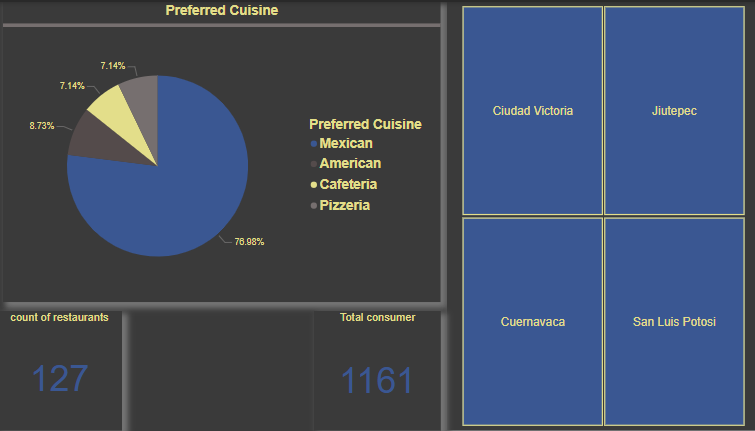 Preferred Cuisine
7.14%
7.14%
8.73%
76.98%
Preferred Cuisine
Mexican
American
Cafeteria
Pizzeria
count of restaurants
127
Total consumer
1161
Ciudad Victoria
Jiutepec
Cuernavaca
San Luis Potosi